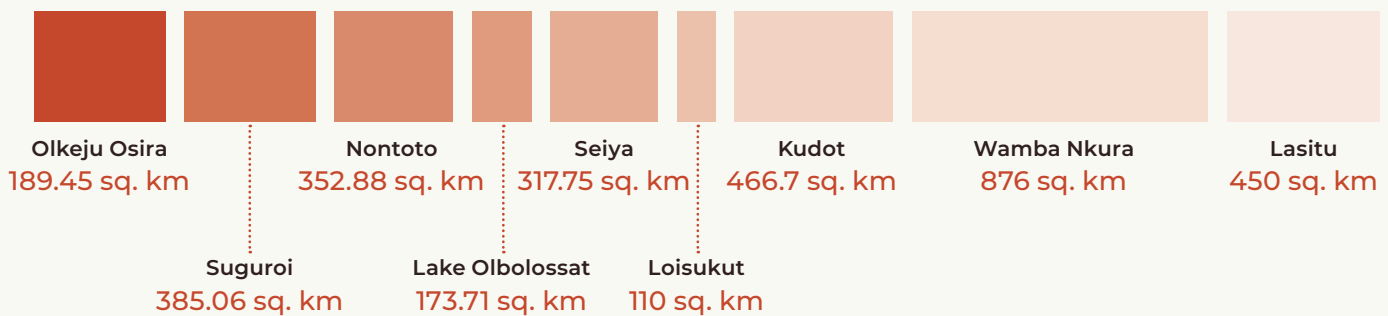 Olkeju Osira
189.45 sq. km
Suguroi
385.06 sq. km
Nontoto
352.88 sq. km
Lake Olbolossat
173.71 sq. km
Seiya
317.75 sq. km
Loisukut
110 sq. km
Kudot
466.7 sq. km
Wamba Nkura
876 sq. km
Lasitu
450 sq. km